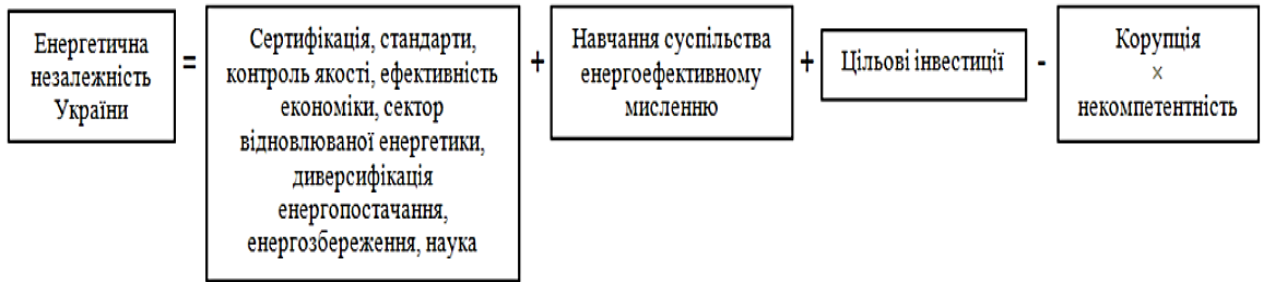 Енергетична
незалежність
України
=
Сертифікація, стандарти,
контроль якості, ефективність
економіки, сектор
відновлюваної енергетики,
диверсифікація
енергопостачання,
енергозбереження, наука
+
Навчання суспільства
енергоефективному
мисленню
+
Цільові інвестиції
-
Корупція
x
некомпетентність